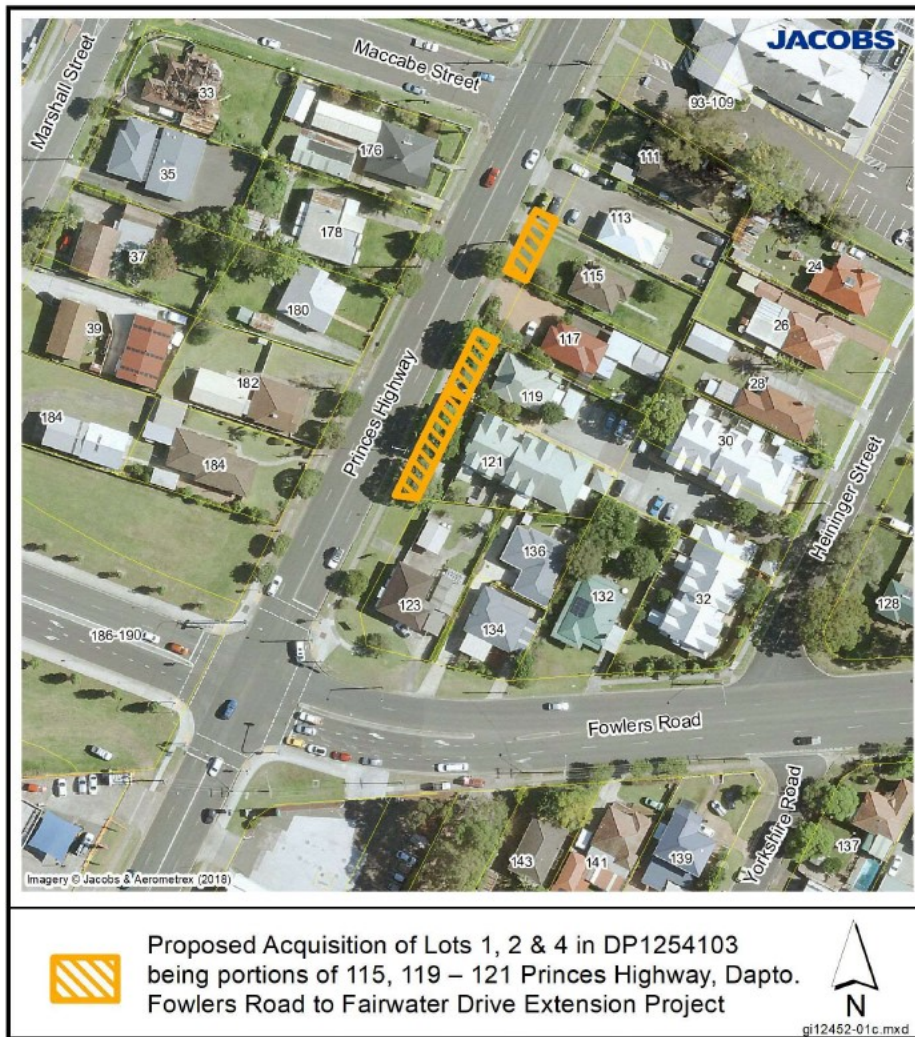 JACOBS
Marshall Street
Maccabe Street
33
93-109
176
111
35
178
113
24
37
115
26
180
39
117
28
182
119
Princes Highway
184
30
184
121
Heininger Street
136
123
132
32
128
134
186-190
Fowlers Road
Yorkshire Road
137
143
141
139
Imagery © Jacobs & Aerometrex (2018)
Proposed Acquisition of Lots 1, 2 & 4 in DP1254103
being portions of 115, 119 – 121 Princes Highway, Dapto.
Fowlers Road to Fairwater Drive Extension Project
N
gi12452-01c.mxd